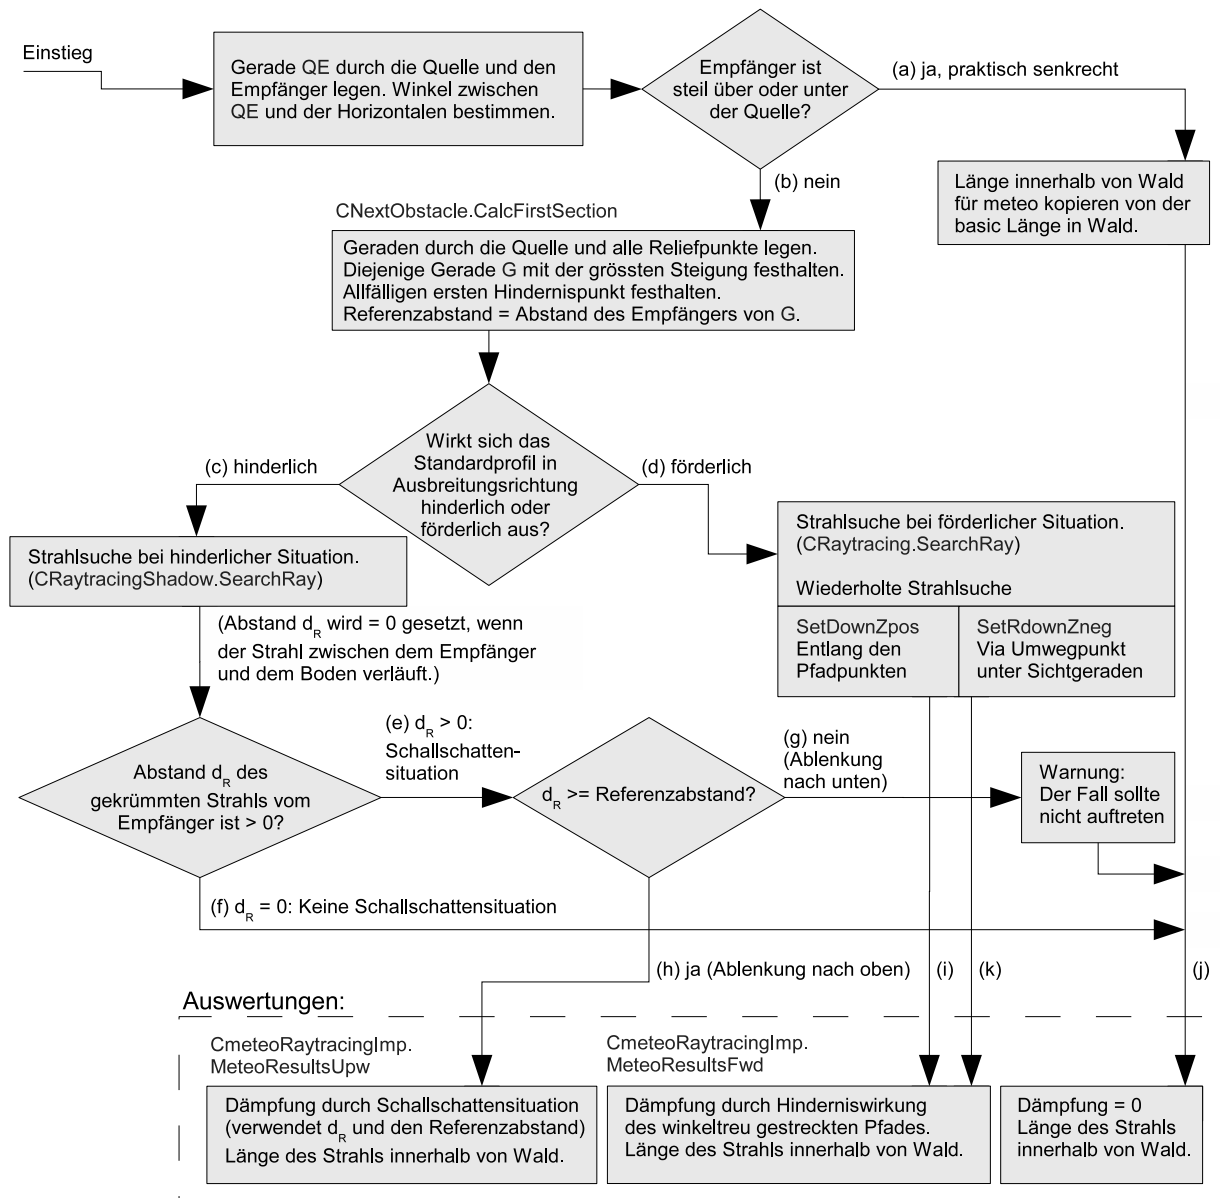 Einstieg
Gerade QE durch die Quelle und den
Empfänger legen. Winkel zwischen
QE und der Horizontalen bestimmen.
Empfänger ist
steil über oder unter
der Quelle?
(a) ja, praktisch senkrecht
(b) nein
Länge innerhalb von Wald
für meteo kopieren von der
basic Länge in Wald.
CNextObstacle.CalcFirstSection
Geraden durch die Quelle und alle Reliefpunkte legen.
Diejenige Gerade G mit der grössten Steigung festhalten.
Allfälligen ersten Hindernispunkt festhalten.
Referenzabstand = Abstand des Empfängers von G.
Wirkt sich das
Standardprofil in
Ausbreitungsrichtung
hinderlich oder
förderlich aus?
(c) hinderlich
(d) förderlich
Strahlsuche bei hinderlicher Situation.
(CRaytracingShadow.SearchRay)
Strahlsuche bei förderlicher Situation.
(CRaytracing.SearchRay)
Wiederholte Strahlsuche
SetDownZpos
Entlang den
Pfadpunkten
SetRdownZneg
Via Umwegpunkt
unter Sichtgeraden
(Abstand d_R wird = 0 gesetzt, wenn
der Strahl zwischen dem Empfänger
und dem Boden verläuft.)
Abstand d_R des
gekrümmten Strahls vom
Empfänger ist > 0?
(e) d_R > 0:
Schallschatten-
situation
d_R >= Referenzabstand?
(g) nein
(Ablenkung
nach unten)
Warnung:
Der Fall sollte
nicht auftreten
(f) d_R = 0: Keine Schallschattensituation
(h) ja (Ablenkung nach oben)
(i)
(k)
(j)
Auswertungen:
CmeteoRaytracingImp.
MeteoResultsUpw
Dämpfung durch Schallschattensituation
(verwendet d_R und den Referenzabstand)
Länge des Strahls innerhalb von Wald.
CmeteoRaytracingImp.
MeteoResultsFwd
Dämpfung durch Hinderniswirkung
des winkeltreu gestreckten Pfades.
Länge des Strahls innerhalb von Wald.
Dämpfung = 0
Länge des Strahls
innerhalb von Wald.